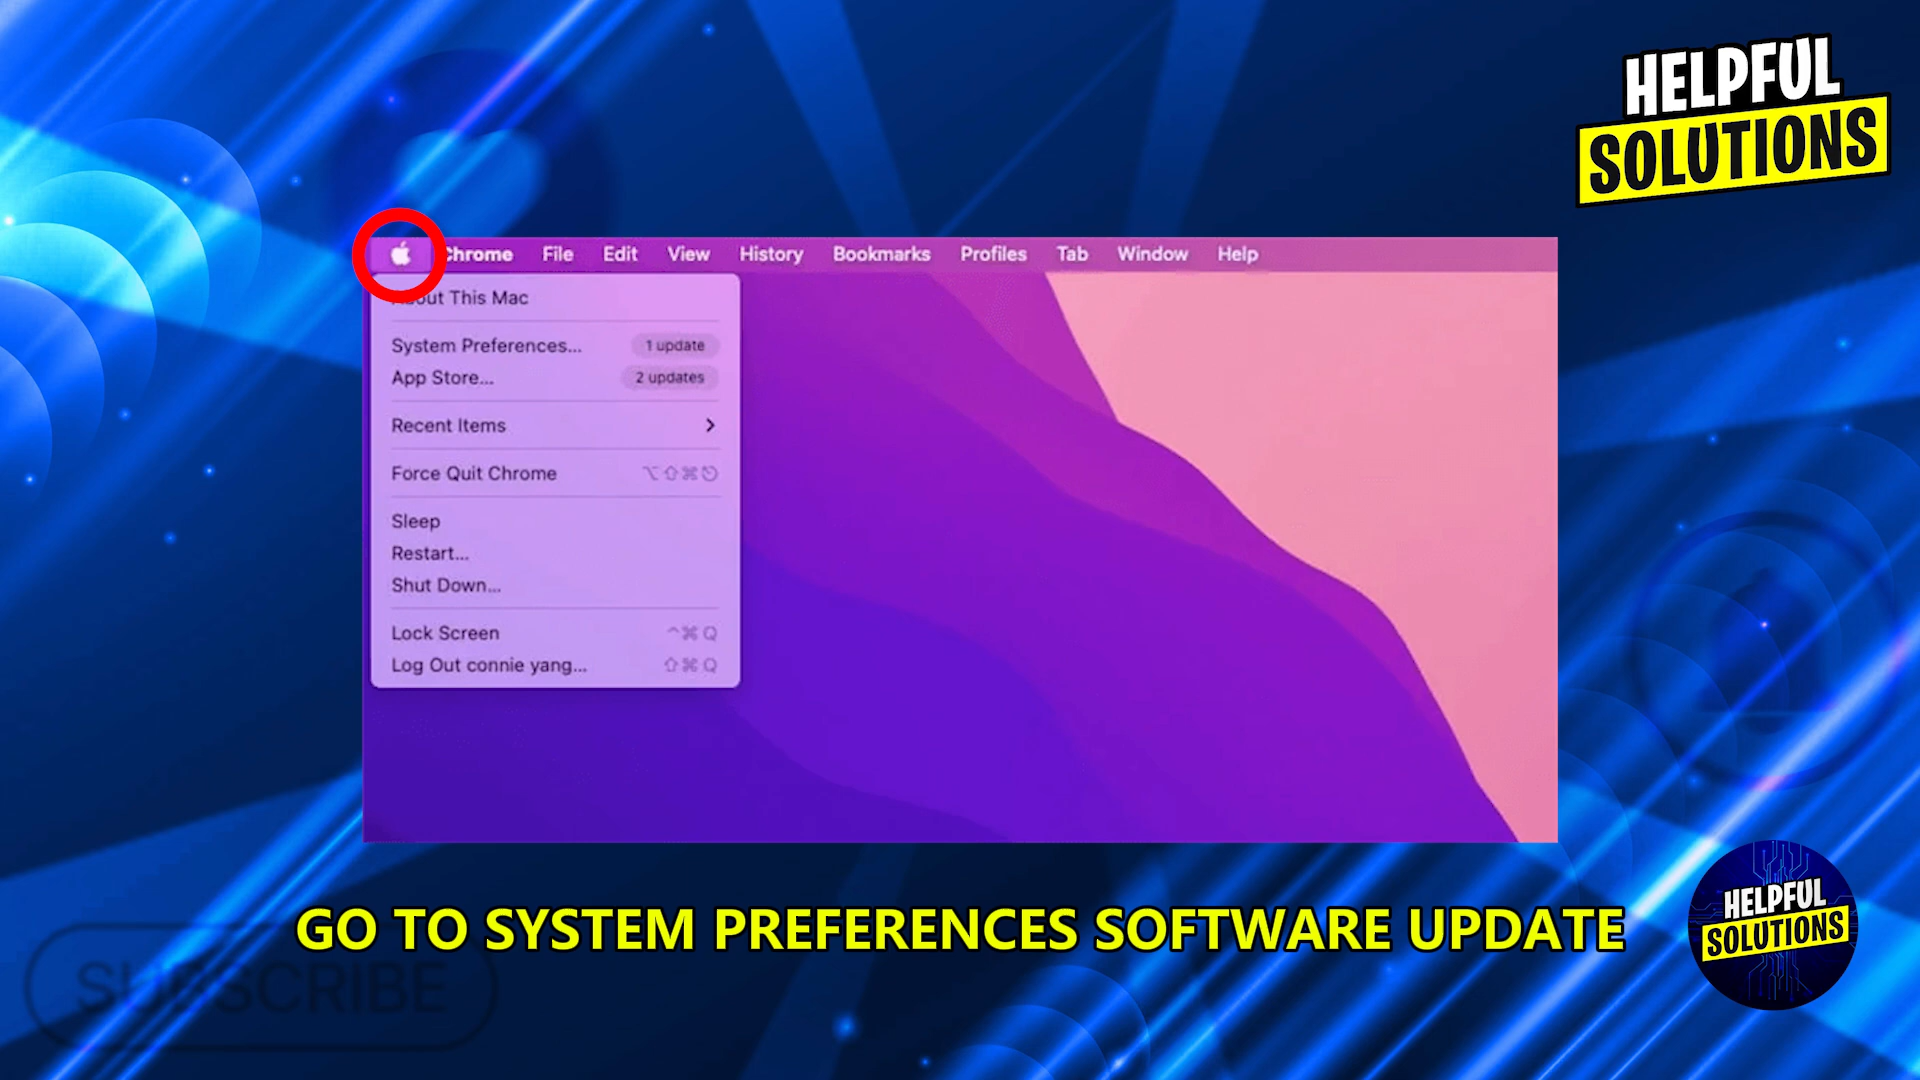 HELPFUL
SOLUTIONS
Chrome File Edit View History Bookmarks Profiles Tab Window Help
About This Mac
System Preferences... 1 update
App Store... 2 updates
Recent Items >
Force Quit Chrome ⌥⇧⌘⎋
Sleep
Restart...
Shut Down...
Lock Screen ^⌘Q
Log Out connie yang... ⇧⌘Q
GO TO SYSTEM PREFERENCES SOFTWARE UPDATE
HELPFUL
SOLUTIONS
SUBSCRIBE